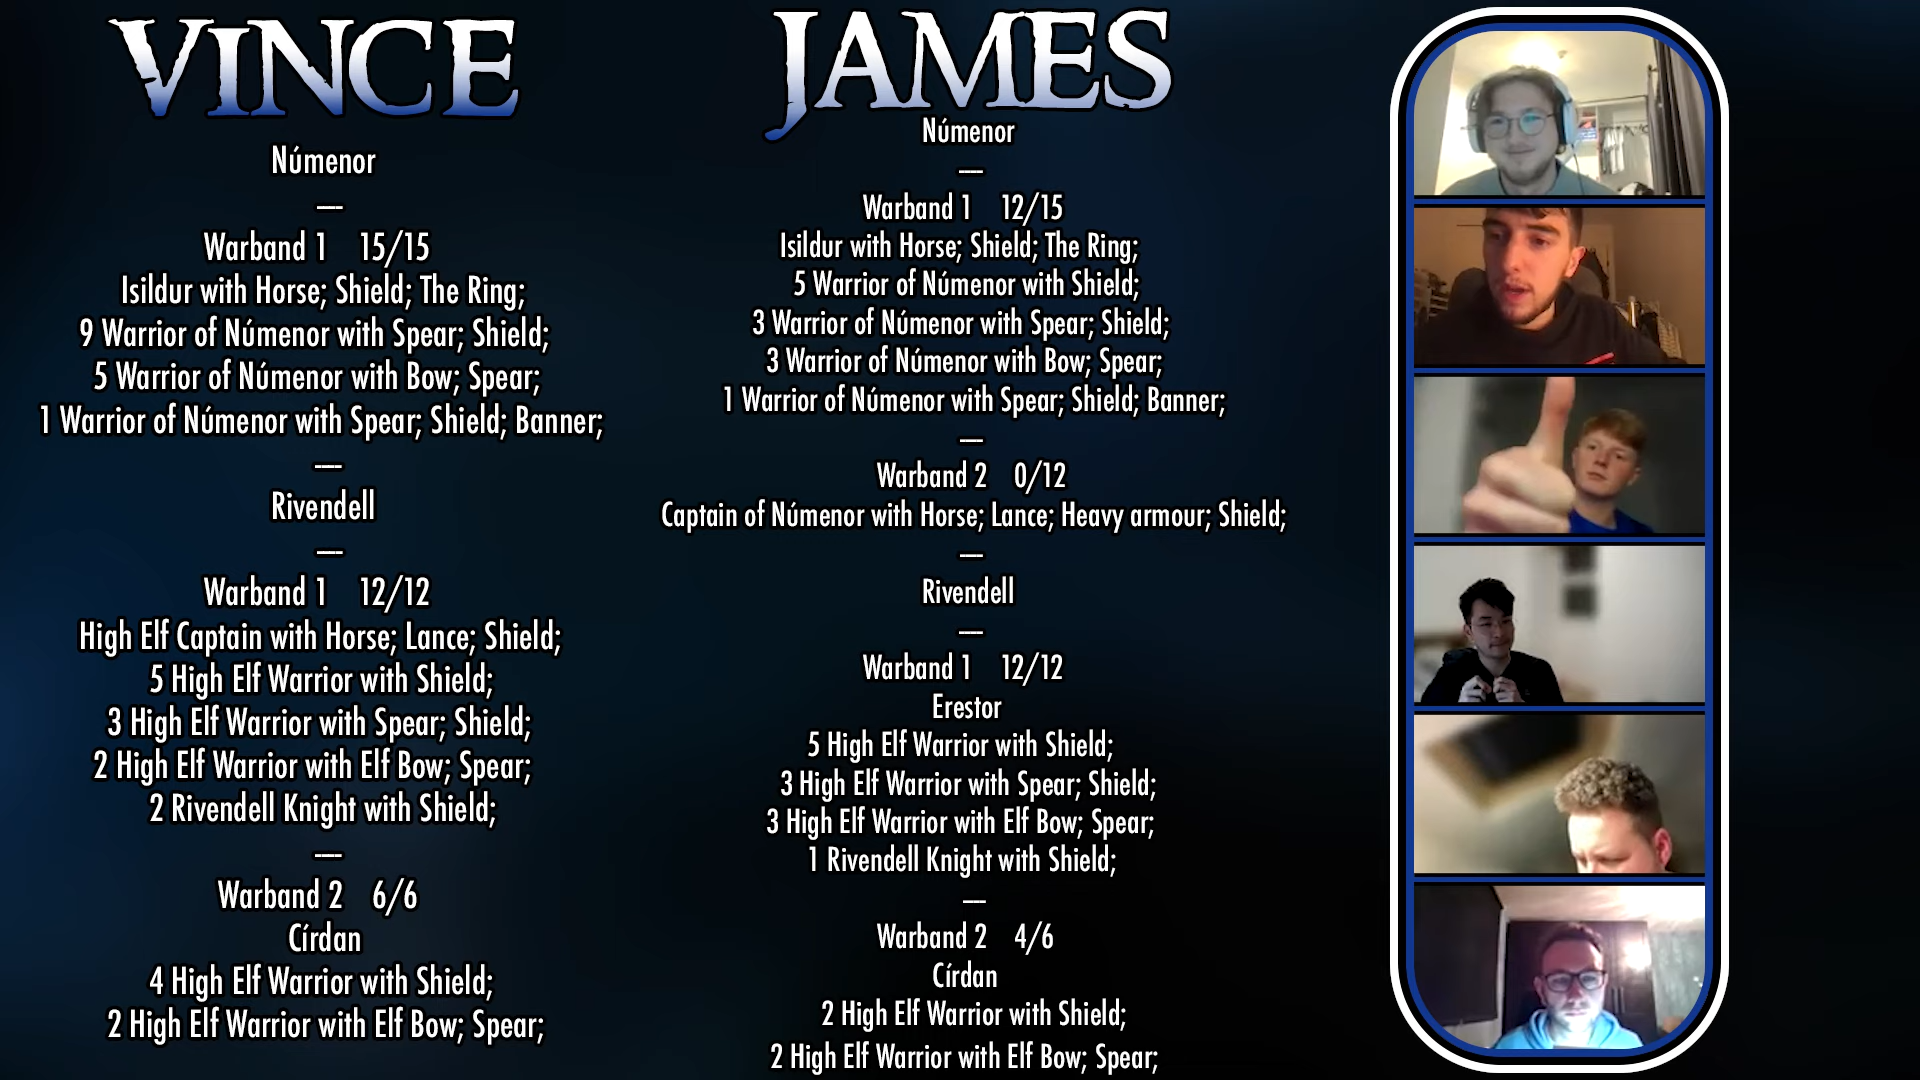 VINCE
Númenor
—
Warband 1 15/15
Isildur with Horse; Shield; The Ring;
9 Warrior of Númenor with Spear; Shield;
5 Warrior of Númenor with Bow; Spear;
1 Warrior of Númenor with Spear; Shield; Banner;
—
Rivendell
—
Warband 1 12/12
High Elf Captain with Horse; Lance; Shield;
5 High Elf Warrior with Shield;
3 High Elf Warrior with Spear; Shield;
2 High Elf Warrior with Elf Bow; Spear;
2 Rivendell Knight with Shield;
—
Warband 2 6/6
Círdan
4 High Elf Warrior with Shield;
2 High Elf Warrior with Elf Bow; Spear;
JAMES
Númenor
—
Warband 1 12/15
Isildur with Horse; Shield; The Ring;
5 Warrior of Númenor with Shield;
3 Warrior of Númenor with Spear; Shield;
3 Warrior of Númenor with Bow; Spear;
1 Warrior of Númenor with Spear; Shield; Banner;
—
Warband 2 0/12
Captain of Númenor with Horse; Lance; Heavy armour; Shield;
—
Rivendell
—
Warband 1 12/12
Erestor
5 High Elf Warrior with Shield;
3 High Elf Warrior with Spear; Shield;
3 High Elf Warrior with Elf Bow; Spear;
1 Rivendell Knight with Shield;
—
Warband 2 4/6
Círdan
2 High Elf Warrior with Shield;
2 High Elf Warrior with Elf Bow; Spear;